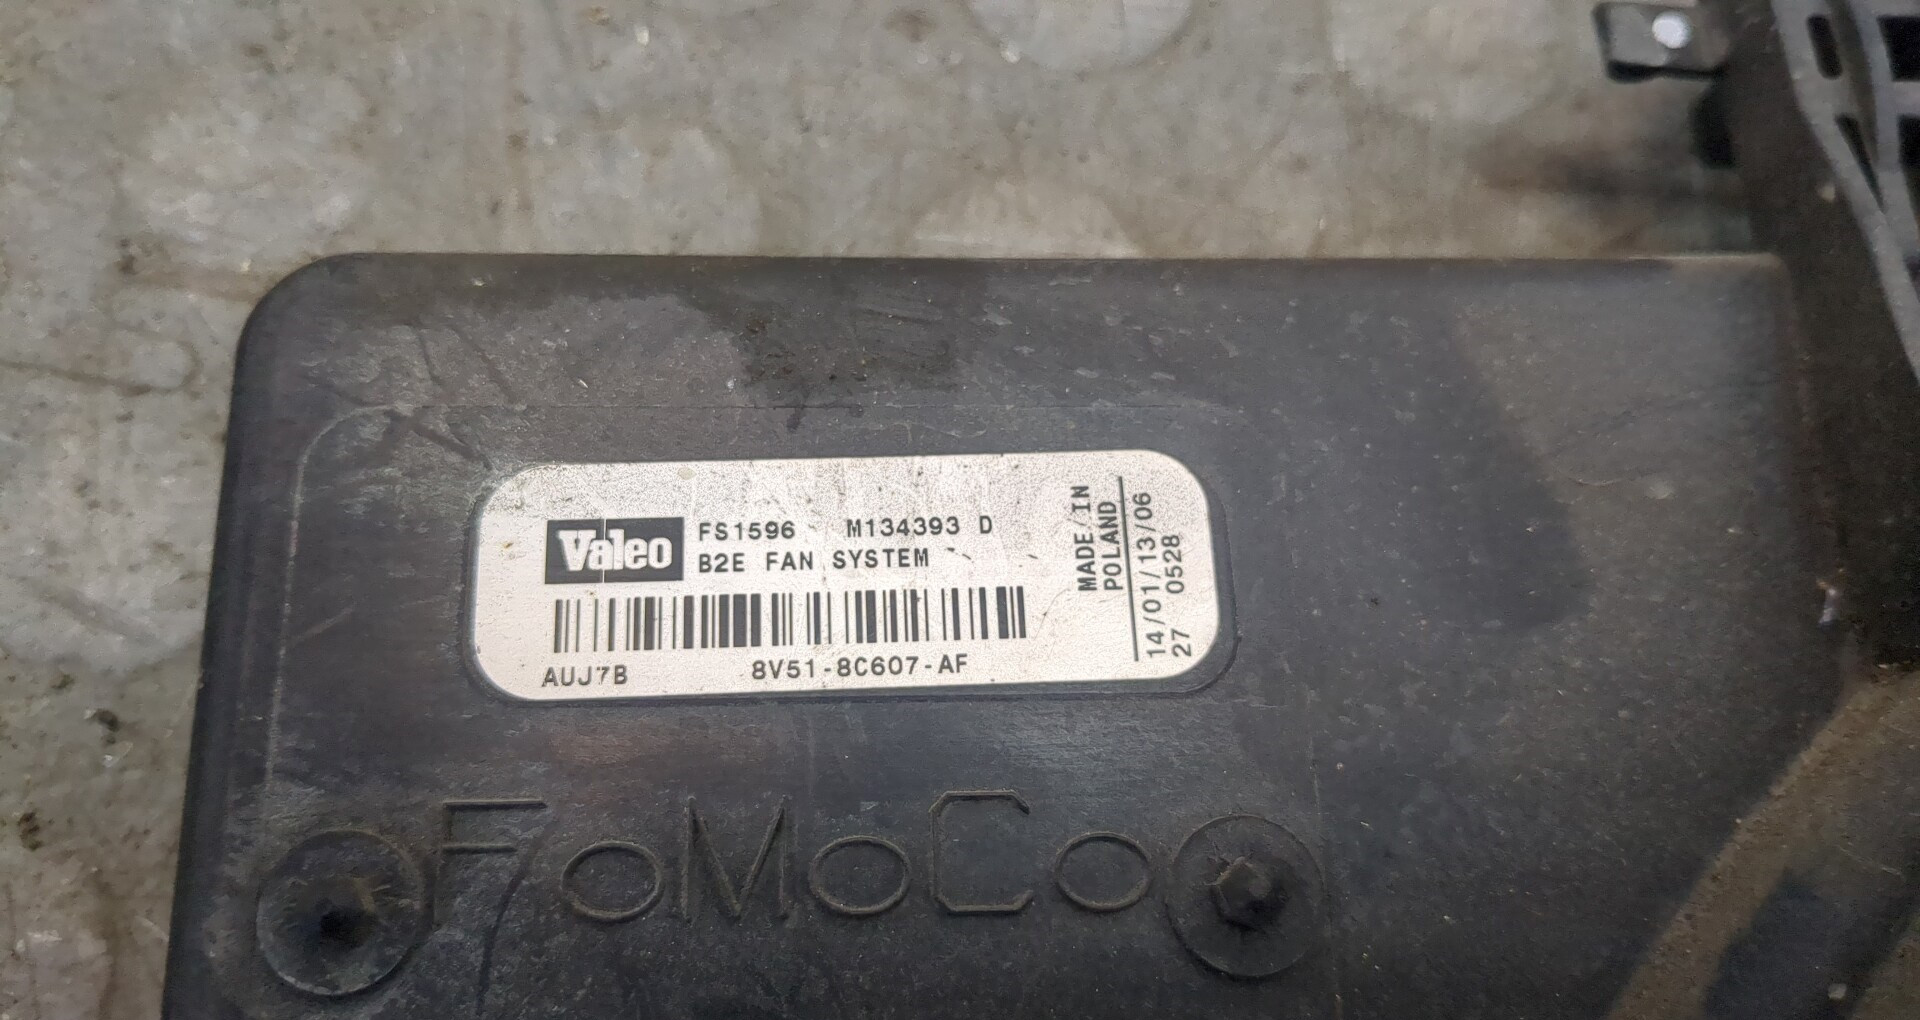 Valeo FS1596 M134393 D
B2E FAN SYSTEM
AUJ7B 8V51-8C607-AF
MADE/IN
POLAND
14/01/13/06
27 0528
FoMoCo